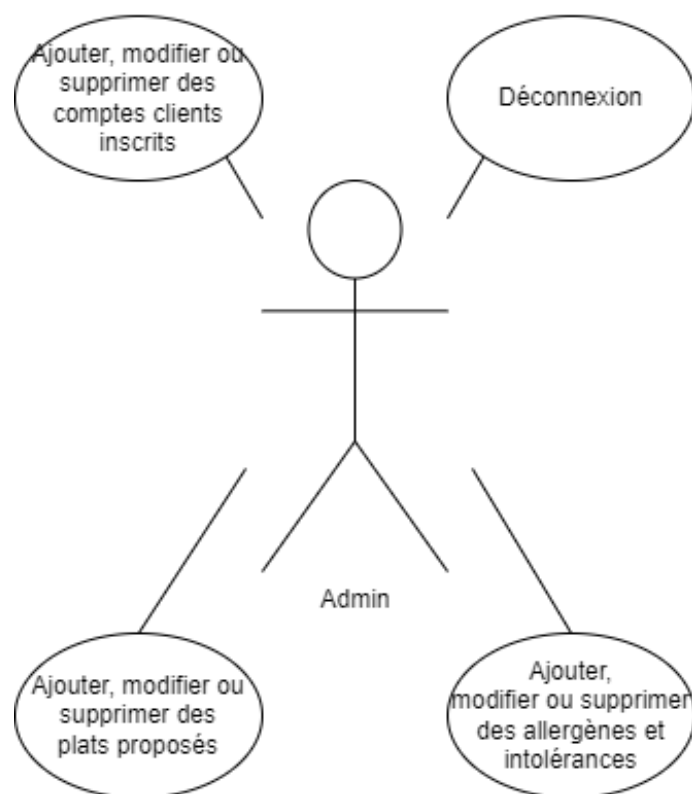 Ajouter, modifier ou
supprimer des
comptes clients
inscrits
Déconnexion
Admin
Ajouter, modifier ou
supprimer des
plats proposés
Ajouter,
modifier ou supprimer
des allergènes et
intolérances